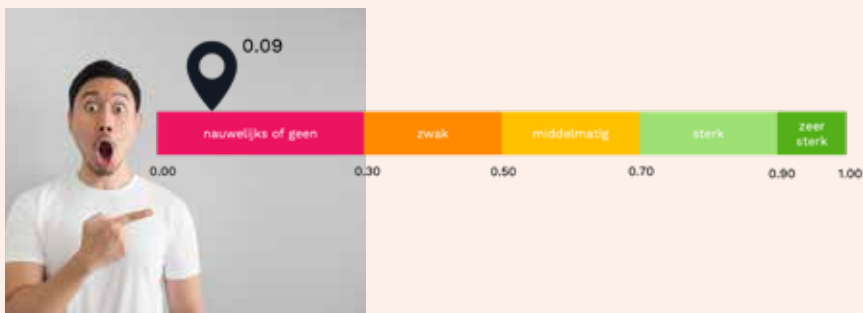 0.09
nauwelijks of geen
zwak
middelmatig
sterk
zeer
sterk
0.00
0.30
0.50
0.70
0.90
1.00